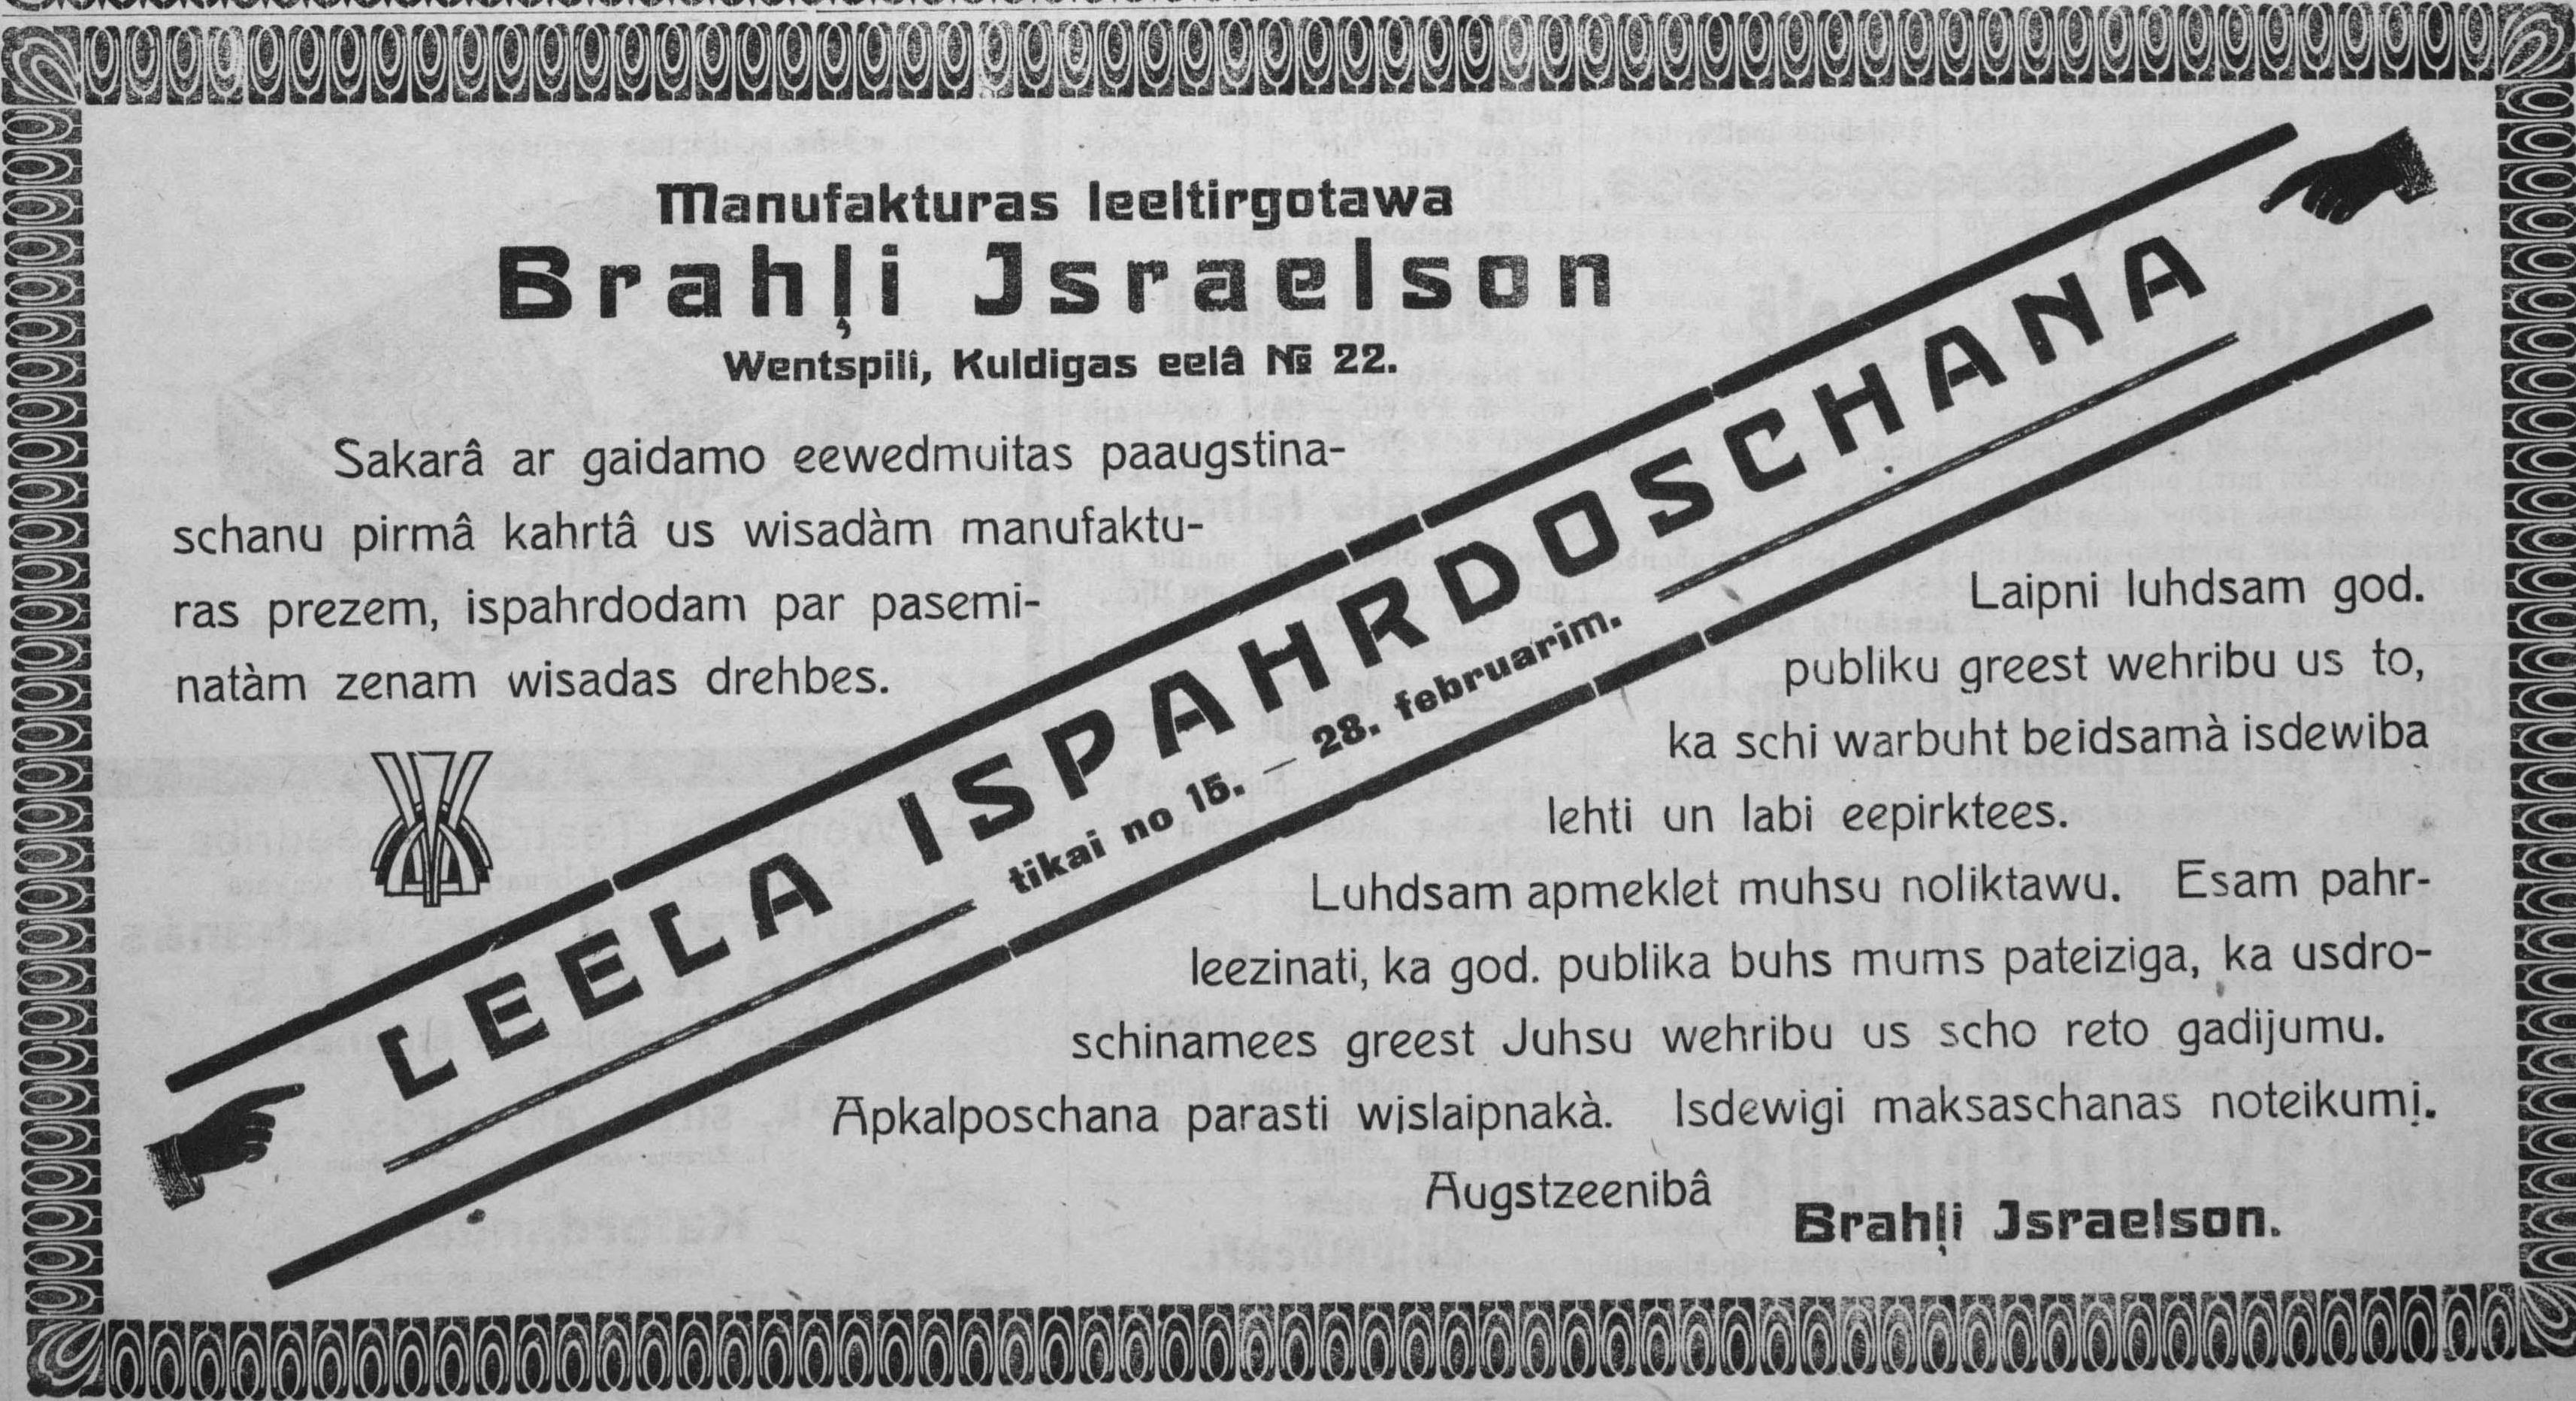 Manufakturas leeltirgotawa
Brahļi Jsraelson
Wentspilî, Kuldigas eelâ № 22.
Sakarâ ar gaidamo eewedmuitas paaugstina-
schanu pirmâ kahrtâ us wisadàm manufaktu-
ras prezem, ispahrdodam par pasemi-
natàm zenam wisadas drehbes.
LEELA ISPAHRDOSCHANA
tikai no 15. — 28. februarim.
Laipni luhdsam god.
publiku greest wehribu us to,
ka schi warbuht beidsamà isdewiba
lehti un labi eepirktees.
Luhdsam apmeklet muhsu noliktawu. Esam pahr-
leezinati, ka god. publika buhs mums pateiziga, ka usdro-
schinamees greest Juhsu wehribu us scho reto gadijumu.
Apkalposchana parasti wislaipnakà. Isdewigi maksaschanas noteikumi.
Augstzeenibâ
Brahļi Jsraelson.